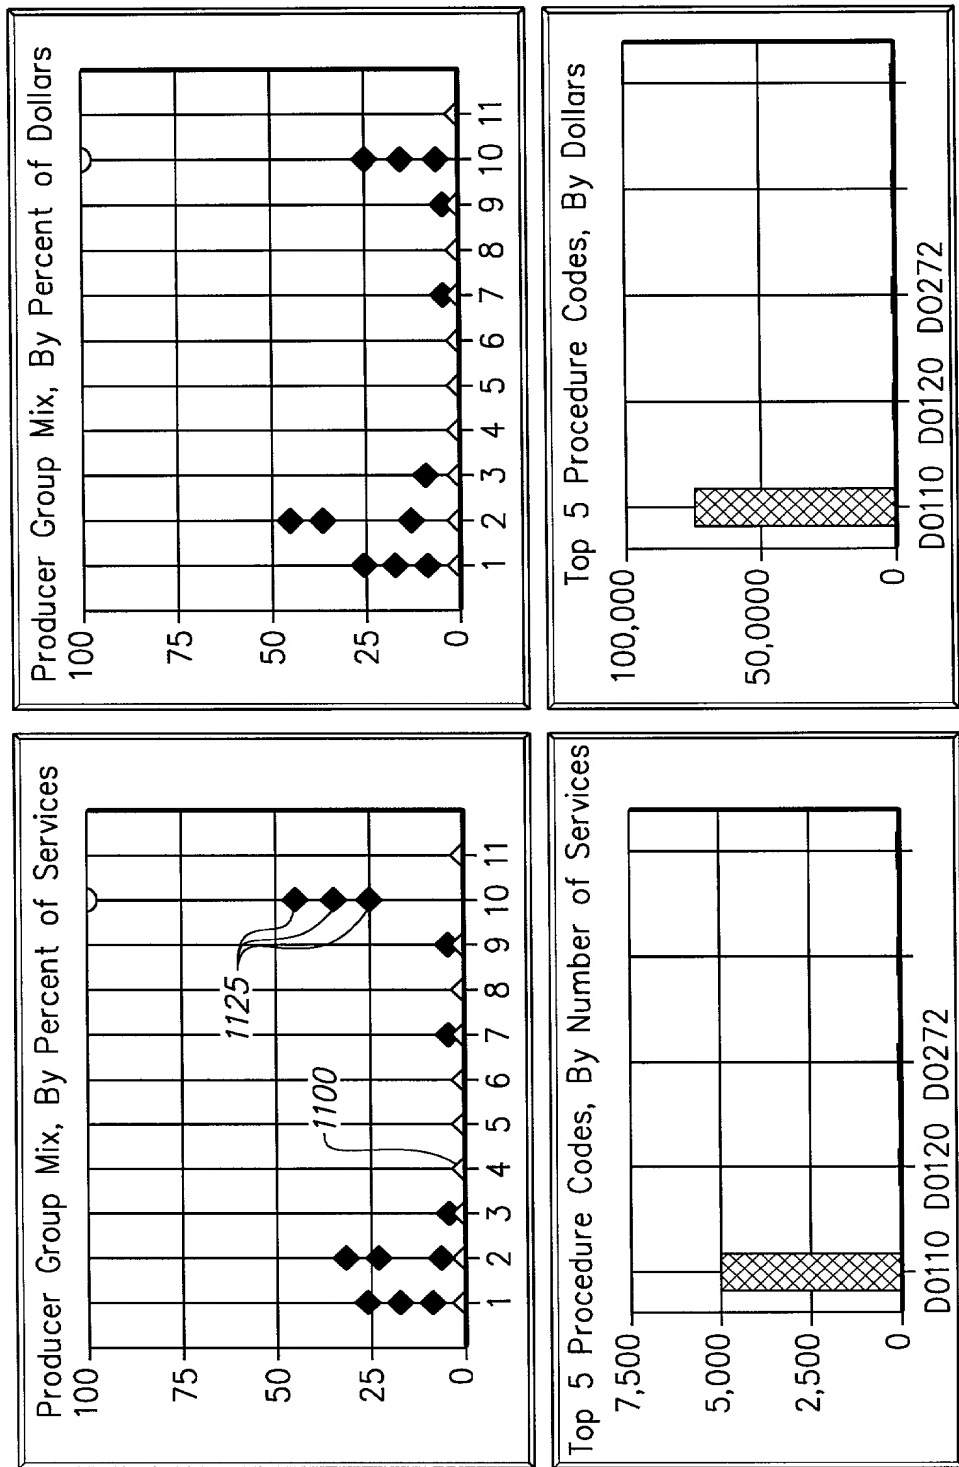 Producer Group Mix, By Percent of Services
100
75
50
25
0
1125
1100
1 2 3 4 5 6 7 8 9 10 11
Producer Group Mix, By Percent of Dollars
100
75
50
25
0
1 2 3 4 5 6 7 8 9 10 11
Top 5 Procedure Codes, By Number of Services
7,500
5,000
2,500
0
D0110 D0120 D0272
Top 5 Procedure Codes, By Dollars
100,000
50,0000
0
D0110 D0120 D0272